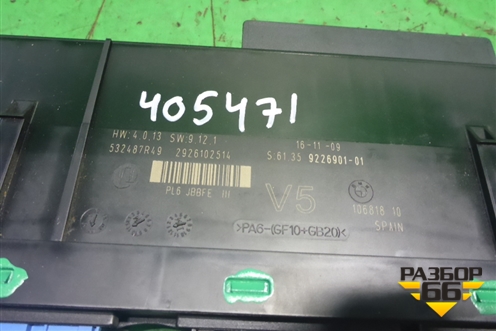 405471
HW:4.0.13 SW:9.12.1 16-11-09
532487R49 2926102514 S:61.35 9226901-01
PL6 JBBFE III V5 106818.10
>PA6-(GF10+GB20)< SPAIN
РАЗБОР
66